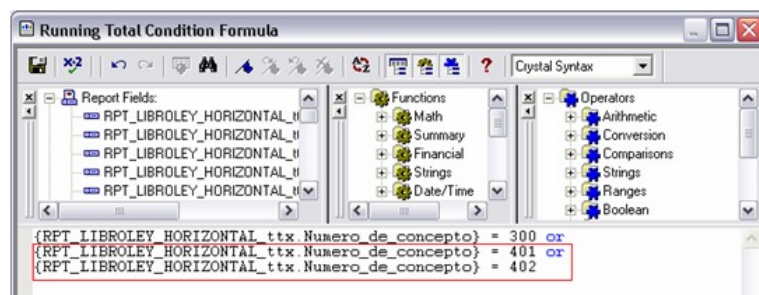 Running Total Condition Formula
X·2
?
Crystal Syntax
Report Fields:
RPT_LIBROLEY_HORIZONTAL_t
RPT_LIBROLEY_HORIZONTAL_t
RPT_LIBROLEY_HORIZONTAL_t
RPT_LIBROLEY_HORIZONTAL_t
RPT_LIBROLEY_HORIZONTAL_t
Functions
Math
Summary
Financial
Strings
Date/Time
Operators
Arithmetic
Conversion
Comparisons
Strings
Ranges
Boolean
{RPT_LIBROLEY_HORIZONTAL_ttx.Numero_de_concepto} = 300 or
{RPT_LIBROLEY_HORIZONTAL_ttx.Numero_de_concepto} = 401 or
{RPT_LIBROLEY_HORIZONTAL_ttx.Numero_de_concepto} = 402